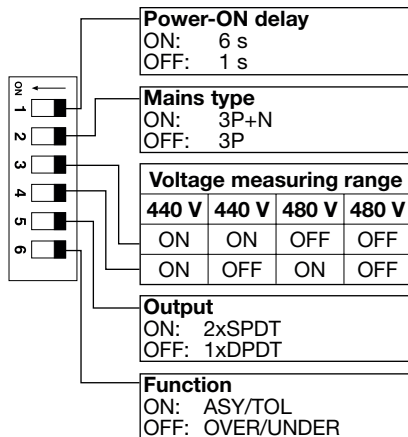 Power-ON delay
ON: 6 s
OFF: 1 s
ON
1
2
3
4
5
6
Mains type
ON: 3P+N
OFF: 3P
Voltage measuring range
440 V 440 V 480 V 480 V
ON ON OFF OFF
ON OFF ON OFF
Output
ON: 2xSPDT
OFF: 1xDPDT
Function
ON: ASY/TOL
OFF: OVER/UNDER